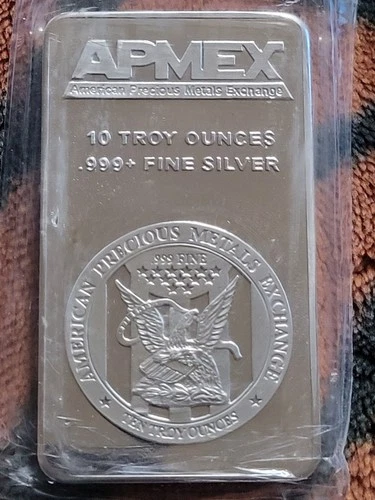 APMEX
American Precious Metals Exchange
10 TROY OUNCES
.999+ FINE SILVER
AMERICAN PRECIOUS METALS EXCHANGE
.999 FINE
TEN TROY OUNCES